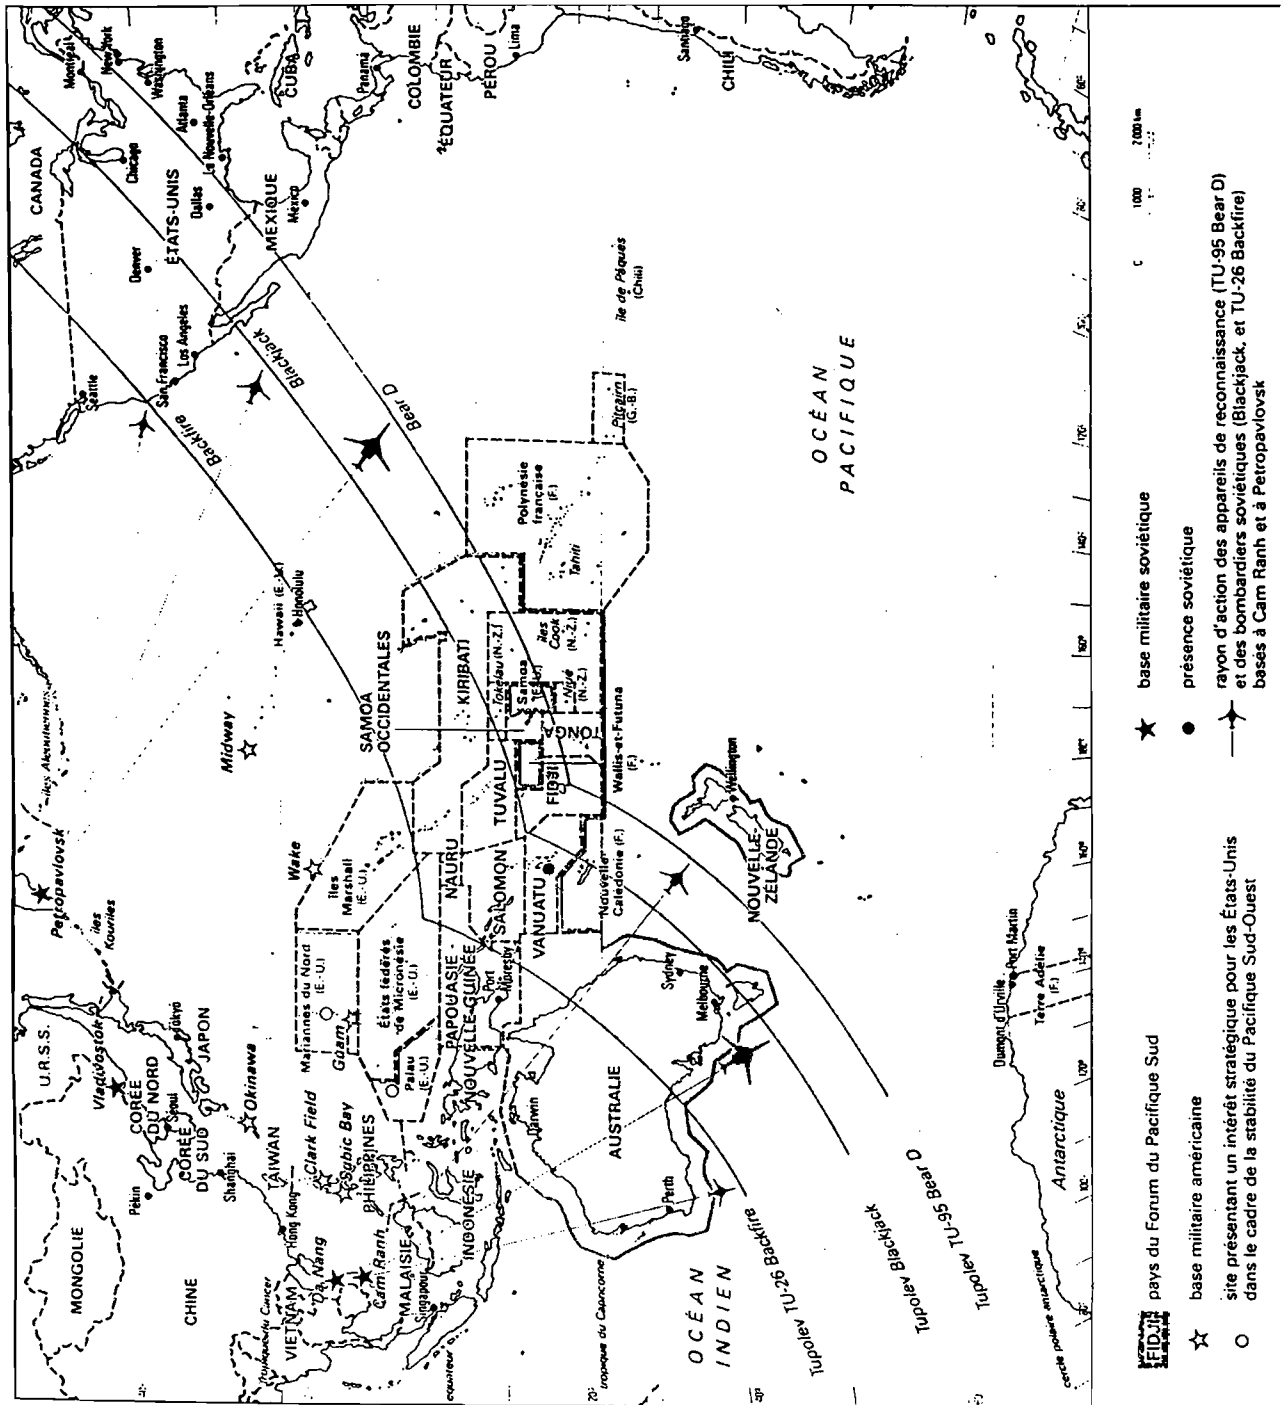 CANADA
Montréal
New York
Washington
Chicago
ÉTATS-UNIS
Denver
Dallas
Atlanta
La Nouvelle-Orléans
Seattle
San Francisco
Los Angeles
MEXIQUE
Mexico
CUBA
Panamá
COLOMBIE
ÉQUATEUR
PÉROU
Lima
Santiago
CHILI
île de Pâques
(Chili)
Pitcairn
(G.-B.)
OCÉAN
PACIFIQUE
Backfire
Blackjack
Bear D
Polynésie
française
(F.)
Tahiti
Hawaii (E.-U.)
Honolulu
Midway
îles Aléoutiennes
SAMOA
OCCIDENTALES
KIRIBATI
Tokelau (N.-Z.)
Samoa
(E.-U.)
îles
Cook
(N.-Z.)
Niue
(N.-Z.)
TONGA
Wallis-et-Futuna
(F.)
TUVALU
FIDJI
Petropavlovsk
îles
Kouriles
Wake
îles
Marshall
(E.-U.)
NAURU
SALOMON
VANUATU
Nouvelle
Calédonie (F.)
NOUVELLE-
ZÉLANDE
Wellington
Mariannes du Nord
(E.-U.)
Guam
États fédérés
de Micronésie
(E.-U.)
Palau
(E.-U.)
PAPOUASIE-
NOUVELLE-GUINÉE
Port
Moresby
U.R.S.S.
Vladivostok
CORÉE
DU NORD
Séoul
CORÉE
DU SUD
JAPON
Tôkyô
Okinawa
MONGOLIE
CHINE
Pékin
Shanghai
TAIWAN
Hong Kong
Clark Field
Subic Bay
PHILIPPINES
VIETNAM
Da Nang
Cam Ranh
MALAISIE
Singapour
INDONÉSIE
tropique du Cancer
équateur
tropique du Capricorne
Darwin
AUSTRALIE
Perth
Sydney
Melbourne
OCÉAN
INDIEN
Tupolev TU-26 Backfire
Tupolev Blackjack
Tupolev TU-95 Bear D
Dumont d'Urville
Port Martin
Terre Adélie
(F.)
Antarctique
cercle polaire antarctique
1000
2000 km
FIDJI
pays du Forum du Pacifique Sud
base militaire américaine
site présentant un intérêt stratégique pour les États-Unis
dans le cadre de la stabilité du Pacifique Sud-Ouest
base militaire soviétique
présence soviétique
rayon d'action des appareils de reconnaissance (TU-95 Bear D)
et des bombardiers soviétiques (Blackjack, et TU-26 Backfire)
basés à Cam Ranh et à Petropavlovsk